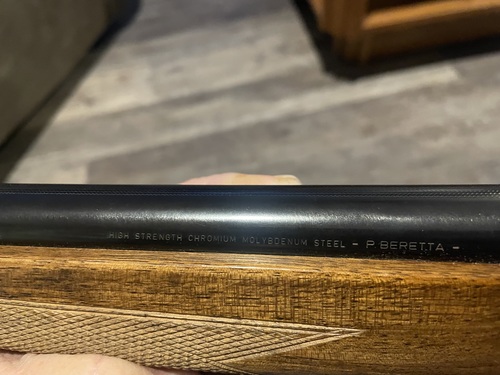 HIGH STRENGTH CHROMIUM MOLYBDENUM STEEL - P. BERETTA -